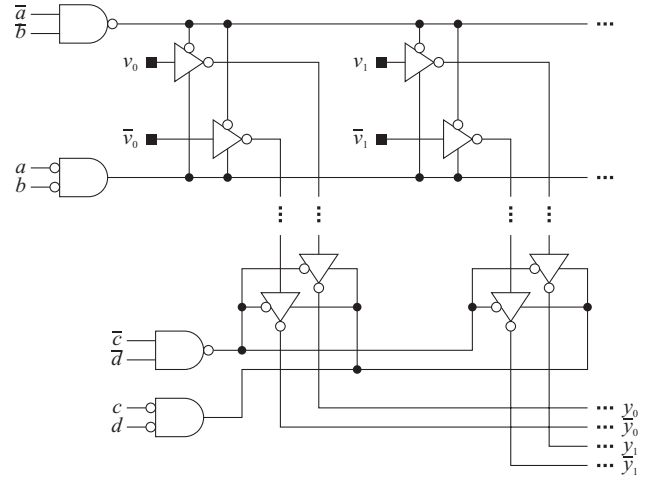 a̅
b̅
...
v₀ v₁
v̅₀ v̅₁
a
b
...
... ... ... ...
c̅
d̅
c
d
... y₀
... y̅₀
... y₁
... y̅₁